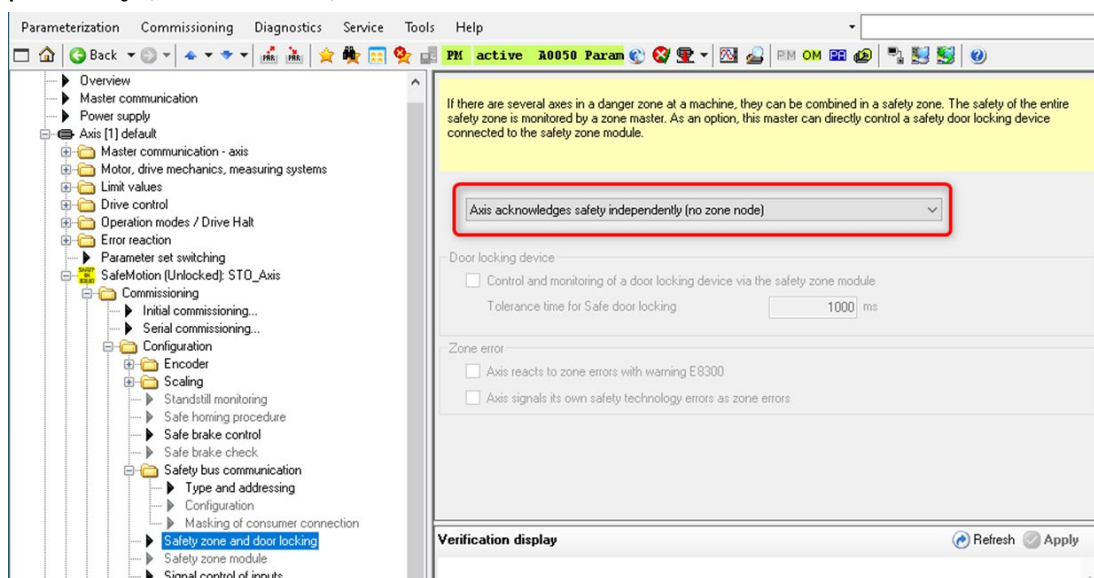 Parameterization Commissioning Diagnostics Service Tools Help
Back PM active A0050 Param PM OM
Overview
Master communication
Power supply
Axis [1] default
Master communication - axis
Motor, drive mechanics, measuring systems
Limit values
Drive control
Operation modes / Drive Halt
Error reaction
Parameter set switching
SafeMotion (Unlocked): STO_Axis
Commissioning
Initial commissioning...
Serial commissioning...
Configuration
Encoder
Scaling
Standstill monitoring
Safe homing procedure
Safe brake control
Safe brake check
Safety bus communication
Type and addressing
Configuration
Masking of consumer connection
Safety zone and door locking
Safety zone module
Signal control of inputs
If there are several axes in a danger zone at a machine, they can be combined in a safety zone. The safety of the entire
safety zone is monitored by a zone master. As an option, this master can directly control a safety door locking device
connected to the safety zone module.
Axis acknowledges safety independently (no zone node)
Door locking device
Control and monitoring of a door locking device via the safety zone module
Tolerance time for Safe door locking 1000 ms
Zone error
Axis reacts to zone errors with warning E8300
Axis signals its own safety technology errors as zone errors
Verification display Refresh Apply